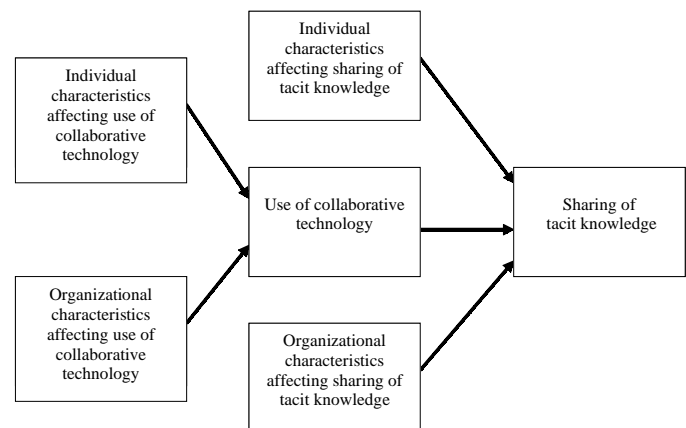 Individual
characteristics
affecting sharing of
tacit knowledge
Individual
characteristics
affecting use of
collaborative
technology
Use of collaborative
technology
Sharing of
tacit knowledge
Organizational
characteristics
affecting use of
collaborative
technology
Organizational
characteristics
affecting sharing of
tacit knowledge